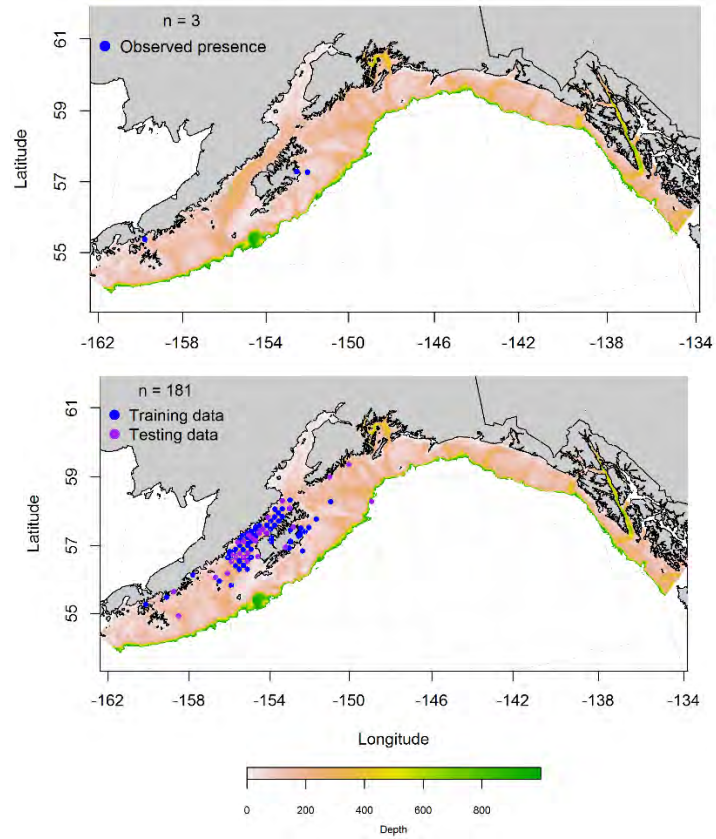 n = 3
Observed presence
61
59
57
55
Latitude
-162 -158 -154 -150 -146 -142 -138 -134
n = 181
Training data
Testing data
61
59
57
55
Latitude
-162 -158 -154 -150 -146 -142 -138 -134
Longitude
0 200 400 600 800
Depth